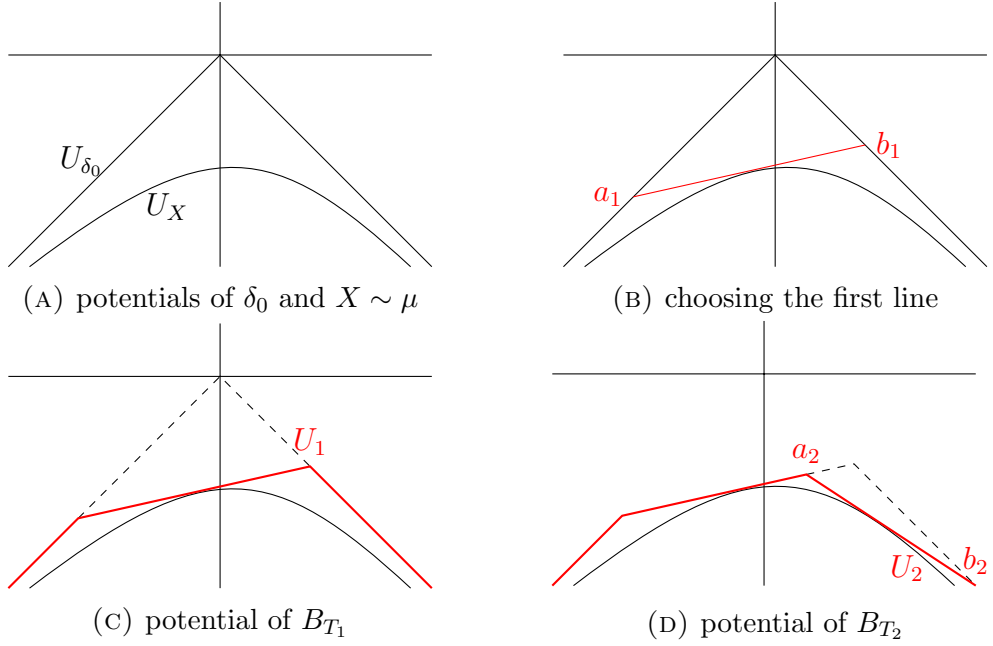 U_{δ_0}
U_X
a_1
b_1
(A) potentials of δ_0 and X ∼ μ
(B) choosing the first line
U_1
a_2
U_2
b_2
(C) potential of B_{T_1}
(D) potential of B_{T_2}